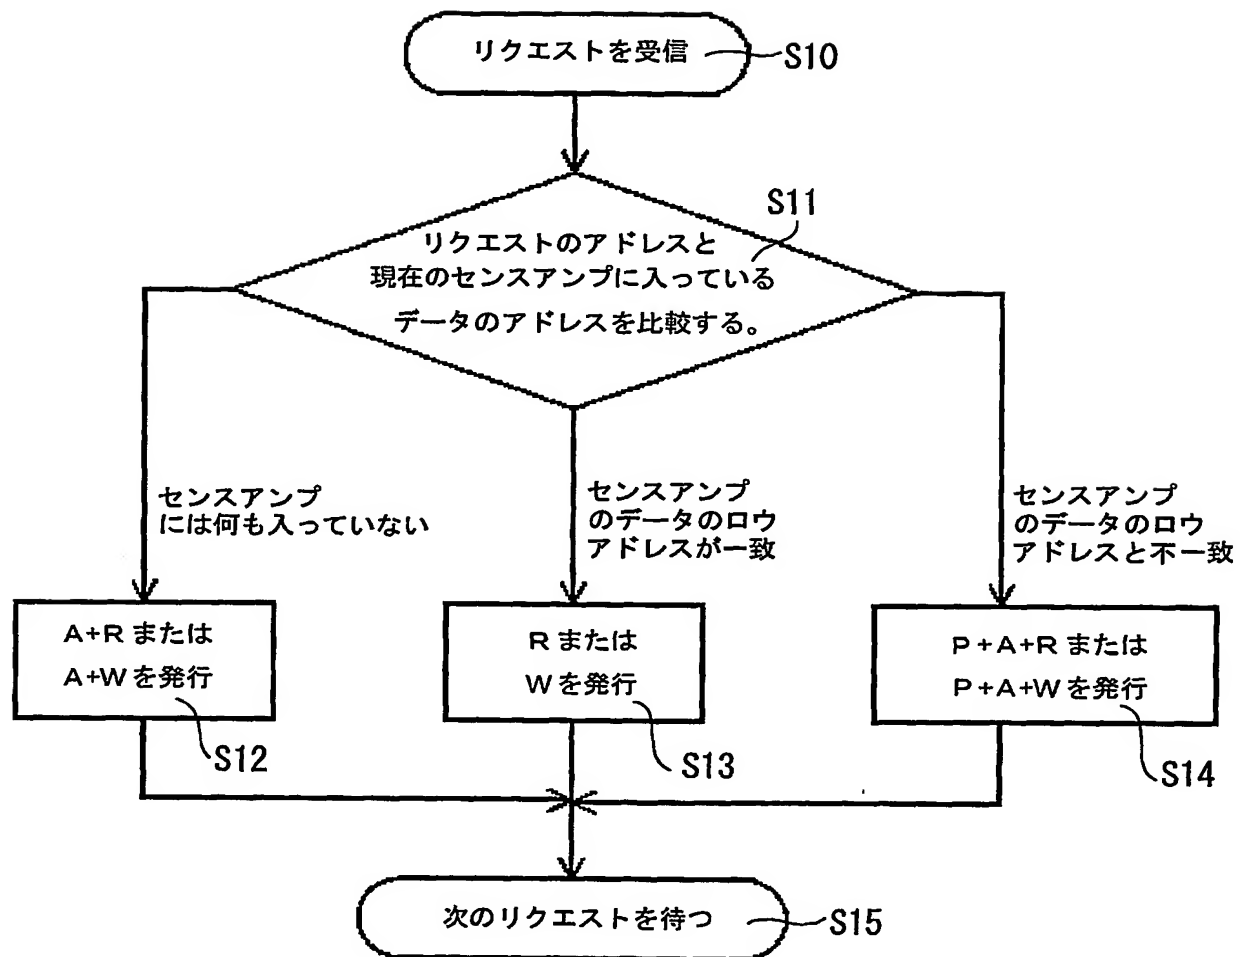 リクエストを受信
S10
S11
リクエストのアドレスと
現在のセンスアンプに入っている
データのアドレスを比較する。
センスアンプ
には何も入っていない
センスアンプ
のデータのロウ
アドレスが一致
センスアンプ
のデータのロウ
アドレスと不一致
A+R または
A+W を発行
S12
R または
W を発行
S13
P+A+R または
P+A+W を発行
S14
次のリクエストを待つ
S15